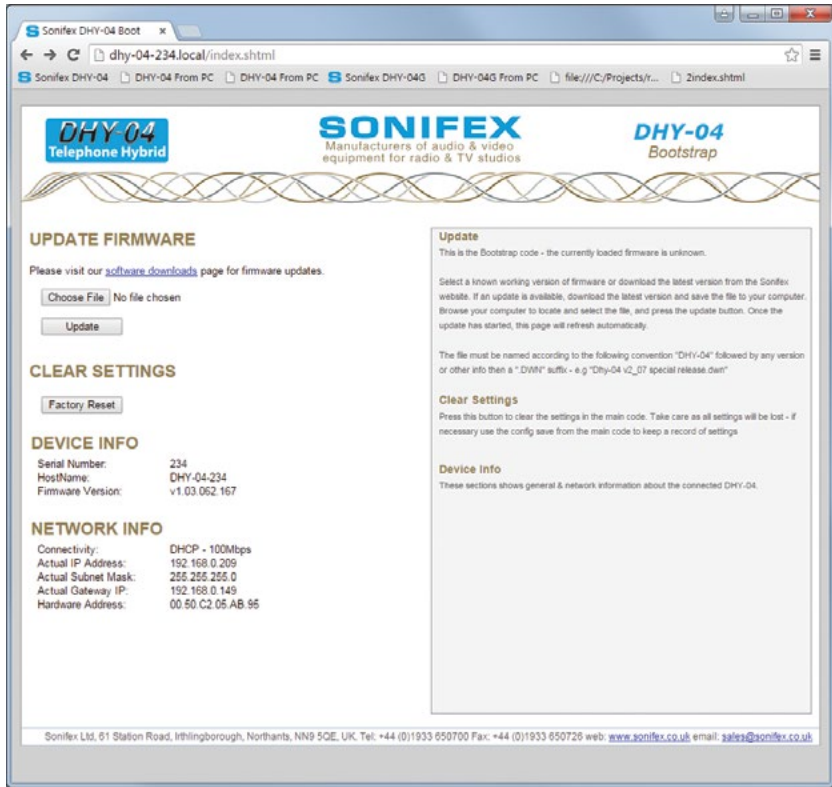 Sonifex DHY-04 Boot
dhy-04-234.local/index.shtml
Sonifex DHY-04 DHY-04 From PC DHY-04 From PC Sonifex DHY-04G DHY-04G From PC file:///C:/Projects/r... 2index.shtml
DHY-04
Telephone Hybrid
SONIFEX
Manufacturers of audio & video
equipment for radio & TV studios
DHY-04
Bootstrap
UPDATE FIRMWARE
Please visit our software downloads page for firmware updates.
Choose File No file chosen
Update
CLEAR SETTINGS
Factory Reset
DEVICE INFO
Serial Number: 234
HostName: DHY-04-234
Firmware Version: v1.03.062.167
NETWORK INFO
Connectivity: DHCP - 100Mbps
Actual IP Address: 192.168.0.209
Actual Subnet Mask: 255.255.255.0
Actual Gateway IP: 192.168.0.149
Hardware Address: 00.50.C2.05.AB.95
Update
This is the Bootstrap code - the currently loaded firmware is unknown.
Select a known working version of firmware or download the latest version from the Sonifex
website. If an update is available, download the latest version and save the file to your computer.
Browse your computer to locate and select the file, and press the update button. Once the
update has started, this page will refresh automatically.
The file must be named according to the following convention "DHY-04" followed by any version
or other info then a ".DWN" suffix - e.g "Dhy-04 v2_07 special release.dwn"
Clear Settings
Press this button to clear the settings in the main code. Take care as all settings will be lost - if
necessary use the config save from the main code to keep a record of settings
Device Info
These sections shows general & network information about the connected DHY-04.
Sonifex Ltd, 61 Station Road, Irthlingborough, Northants, NN9 5QE, UK. Tel: +44 (0)1933 650700 Fax: +44 (0)1933 650726 web: www.sonifex.co.uk email: sales@sonifex.co.uk